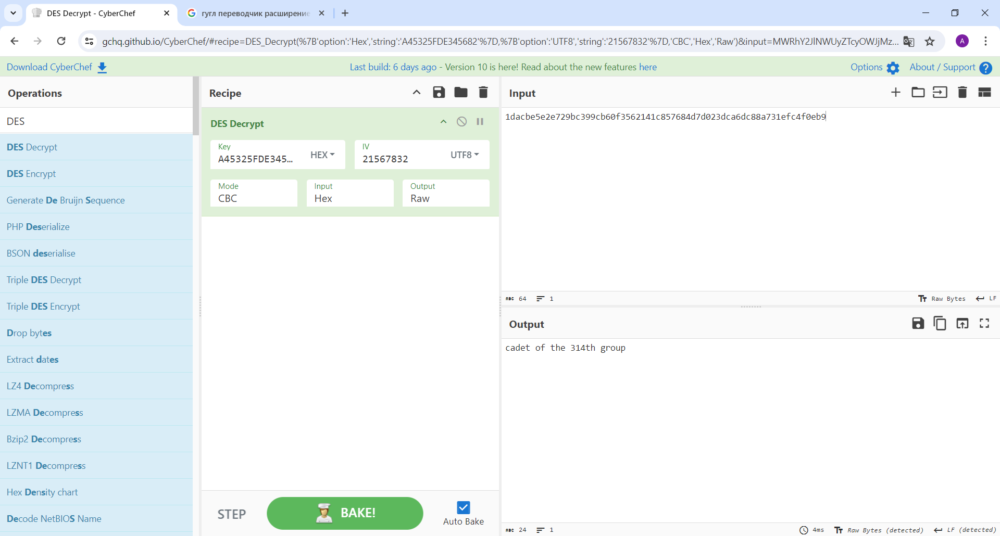 DES Decrypt - CyberChef
гугл переводчик расширение
gchq.github.io/CyberChef/#recipe=DES_Decrypt(%7B'option':'Hex','string':'A45325FDE345682'%7D,%7B'option':'UTF8','string':'21567832'%7D,'CBC','Hex','Raw')&input=MWRhY2JlNWUyZTcyOWJjMz...
A
Download CyberChef
Last build: 6 days ago - Version 10 is here! Read about the new features here
Options
About / Support
Operations
DES
DES Decrypt
DES Encrypt
Generate De Bruijn Sequence
PHP Deserialize
BSON deserialise
Triple DES Decrypt
Triple DES Encrypt
Drop bytes
Extract dates
LZ4 Decompress
LZMA Decompress
Bzip2 Decompress
LZNT1 Decompress
Hex Density chart
Decode NetBIOS Name
Recipe
DES Decrypt
Key
A45325FDE345...
HEX
IV
21567832
UTF8
Mode
CBC
Input
Hex
Output
Raw
STEP
BAKE!
Auto Bake
Input
1dacbe5e2e729bc399cb60f3562141c857684d7d023dca6dc88a731efc4f0eb9
ABC 64 1
Tт Raw Bytes LF
Output
cadet of the 314th group
ABC 24 1
4ms Tт Raw Bytes (detected) LF (detected)